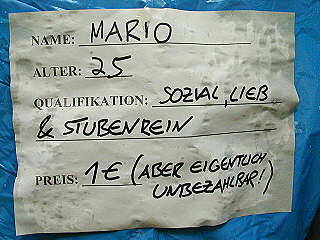 NAME: MARIO
ALTER: 25
QUALIFIKATION: SOZIAL, LIEB
& STUBENREIN
PREIS: 1€ (ABER EIGENTLICH
UNBEZAHLBAR!)